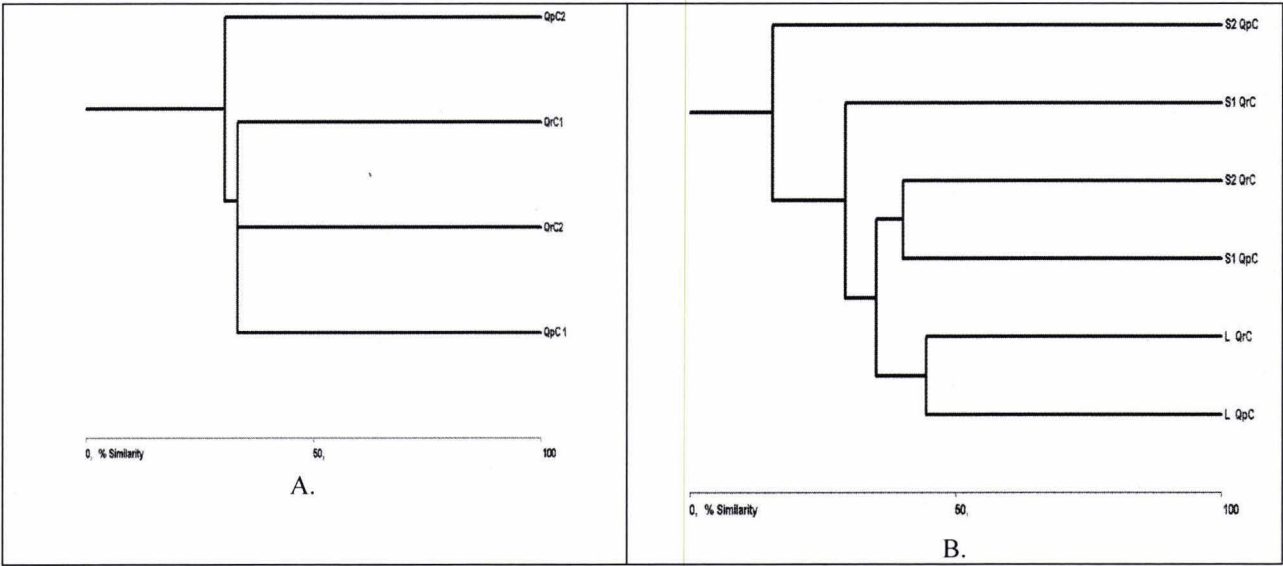 QpC2
QrC1
QrC2
QpC1
0, % Similarity 50, 100
A.
S2 QpC
S1 QrC
S2 QrC
S1 QpC
L QrC
L QpC
0, % Similarity 50, 100
B.